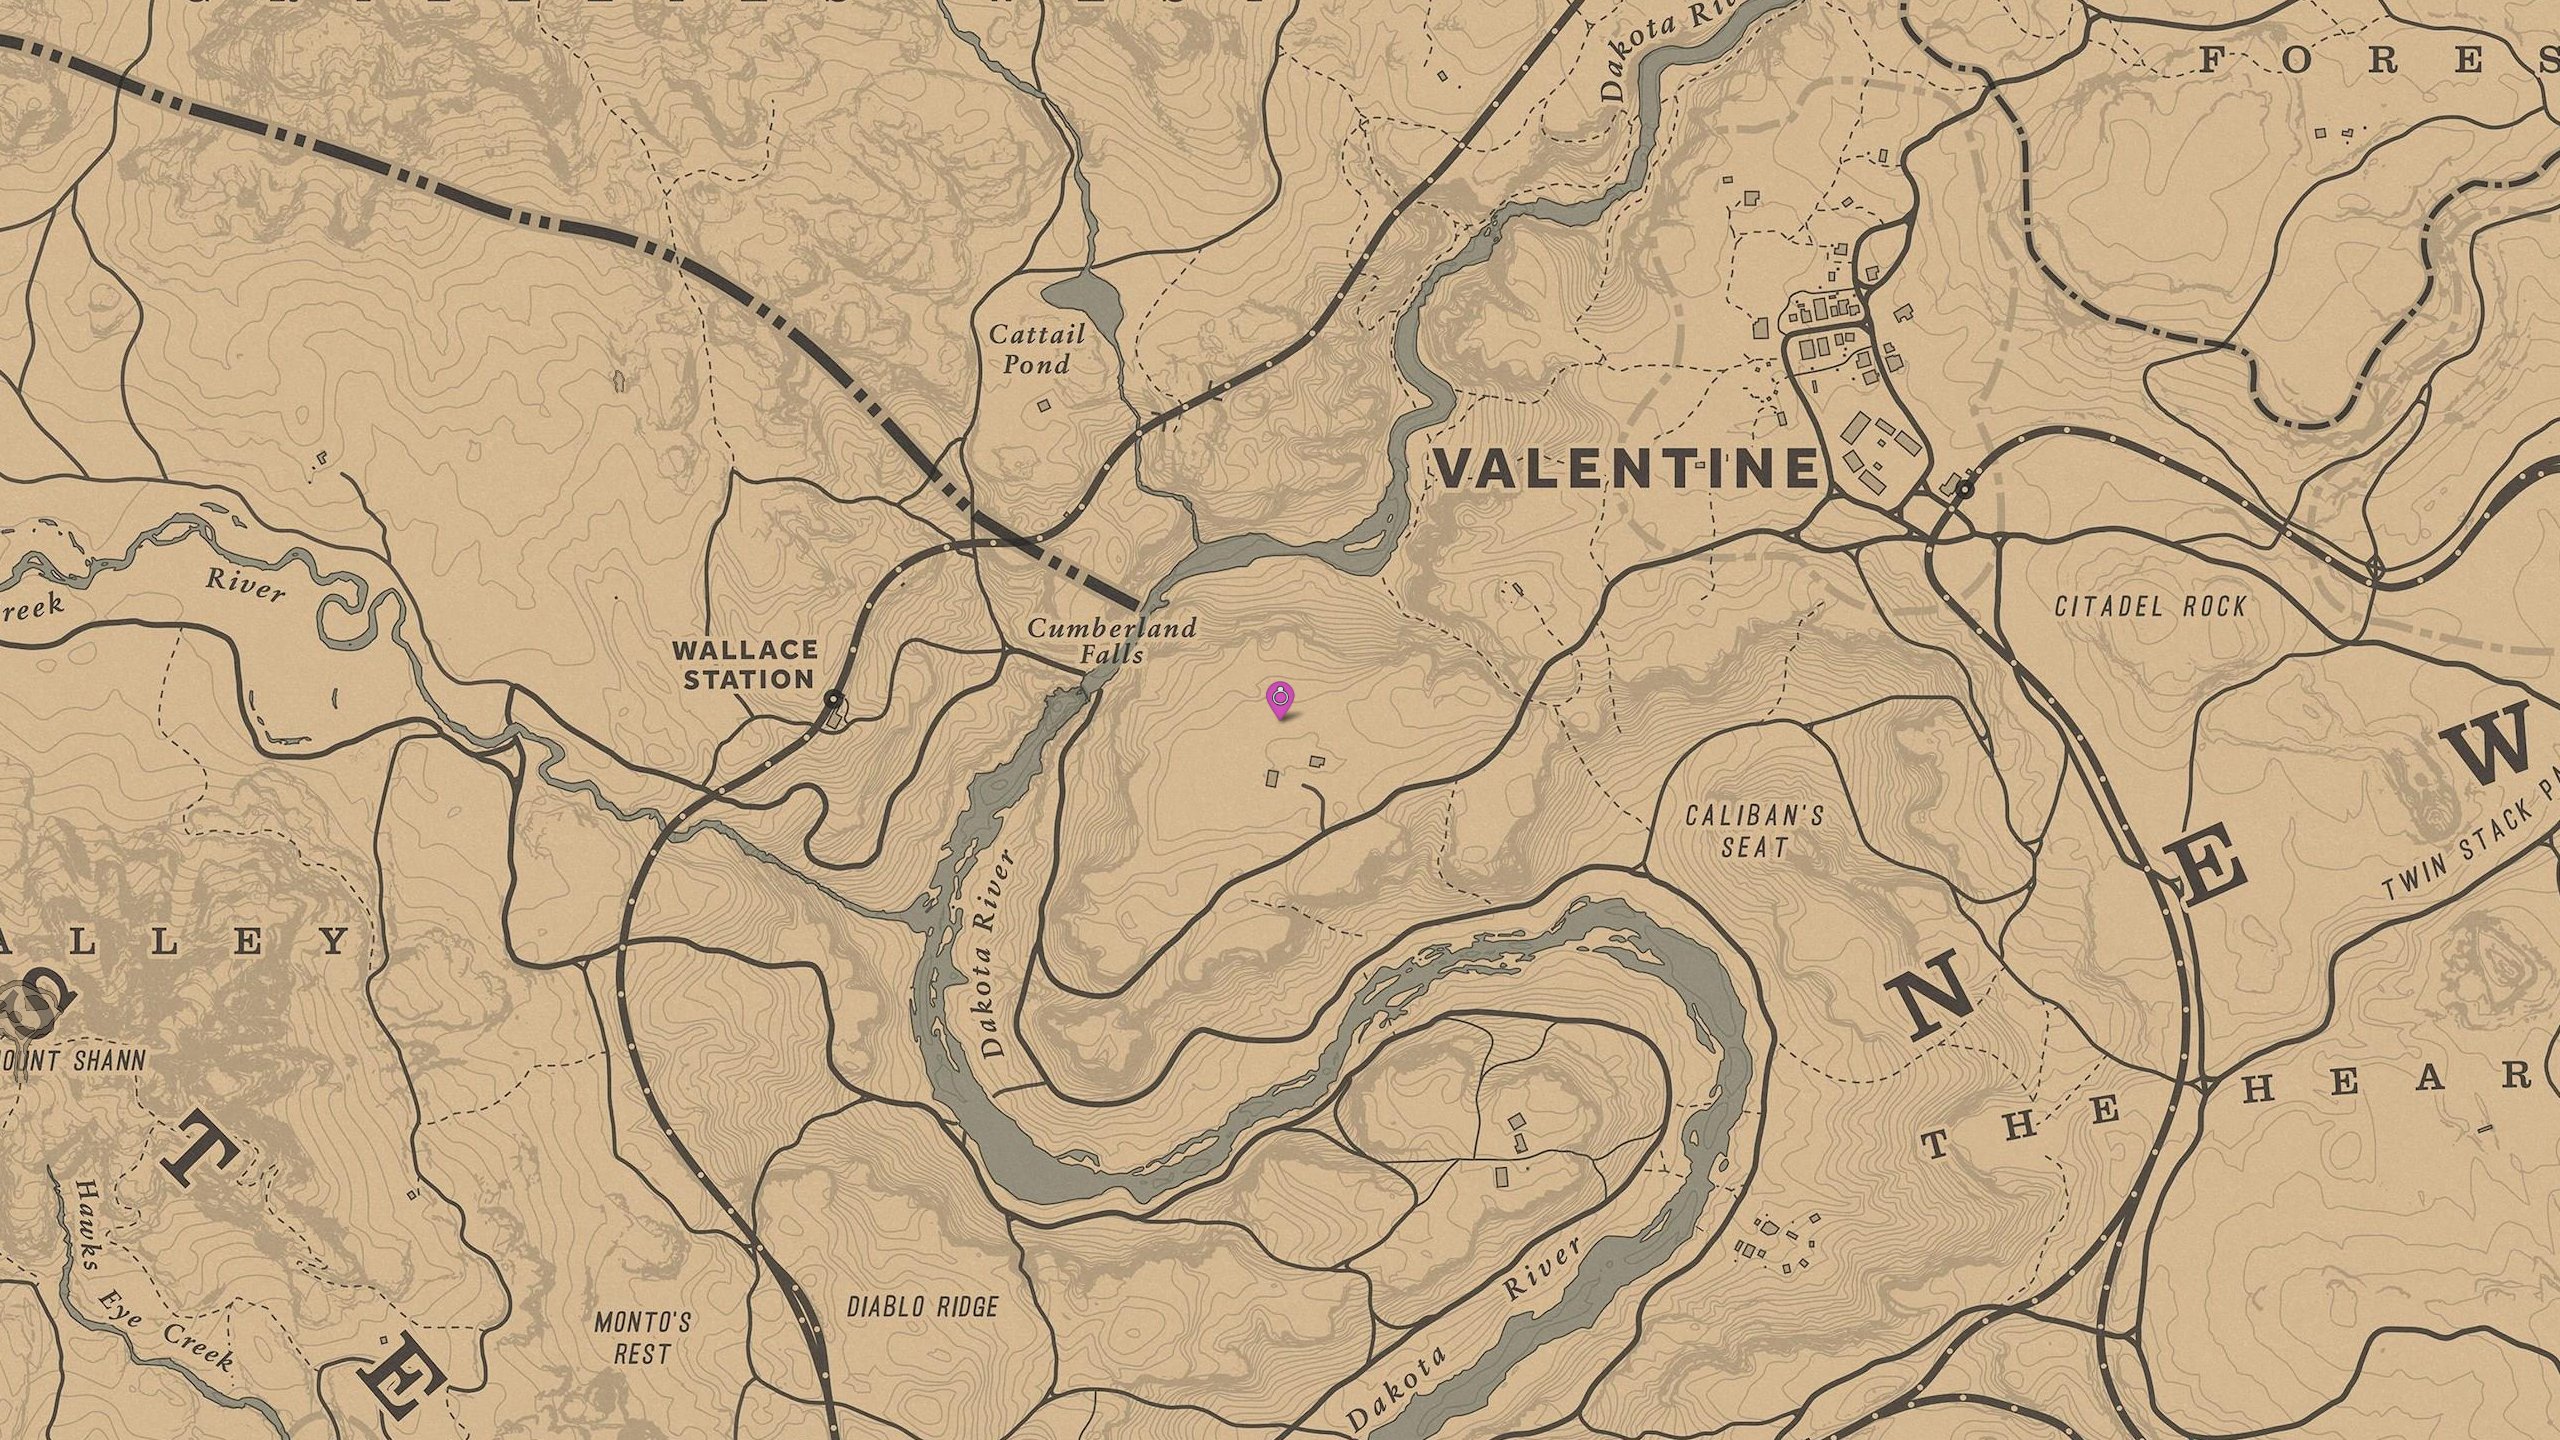 Dakota
FORES
Cattail
Pond
VALENTINE
River
reek
CITADEL ROCK
Cumberland
Falls
WALLACE
STATION
W
TWIN STACK PA
CALIBAN'S
SEAT
E
ALLEY
Dakota River
N
OUNT SHANN
THE HEAR
T
Hawks
Eye Creek
River
DIABLO RIDGE
MONTO'S
REST
E
Dakota